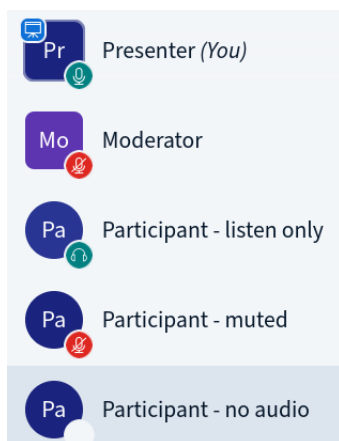 Pr Presenter (You)
Mo Moderator
Pa Participant - listen only
Pa Participant - muted
Pa Participant - no audio